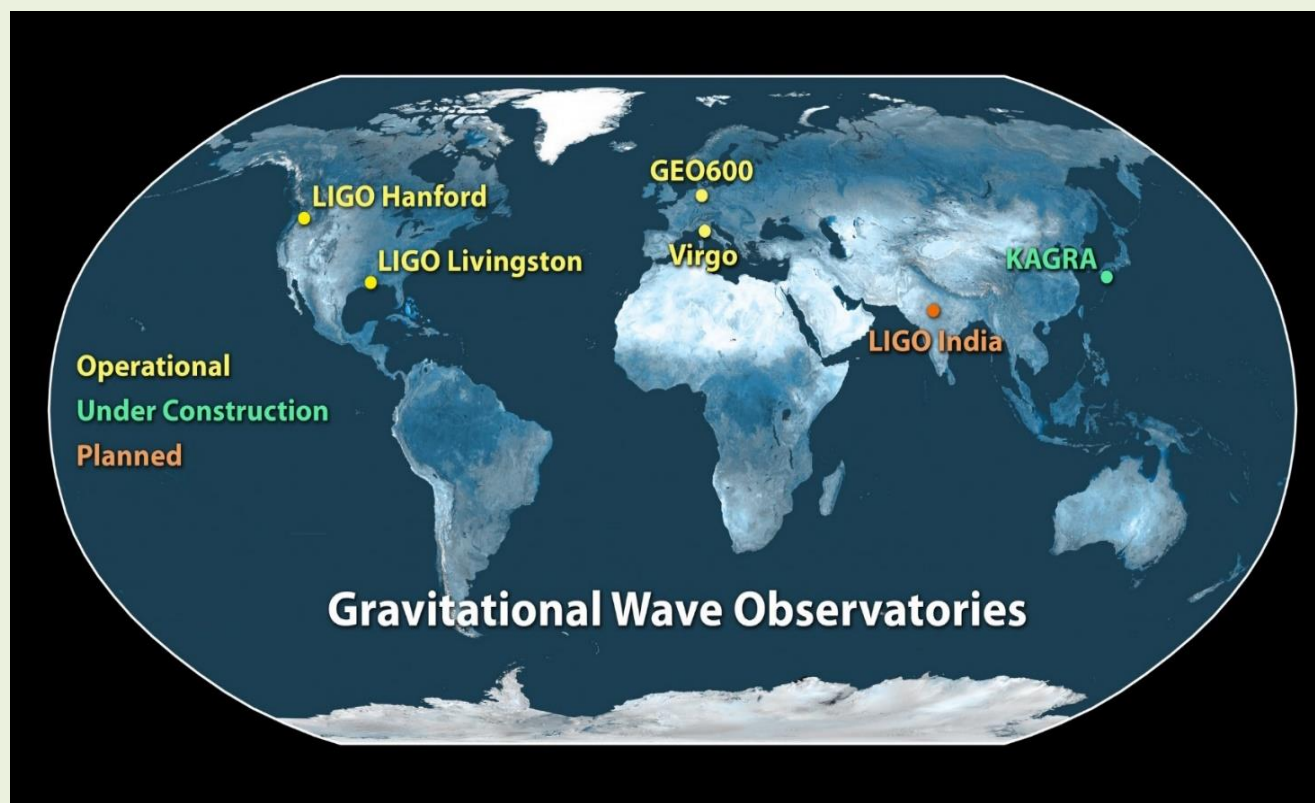 GEO600
LIGO Hanford
Virgo
LIGO Livingston
KAGRA
LIGO India
Operational
Under Construction
Planned
Gravitational Wave Observatories